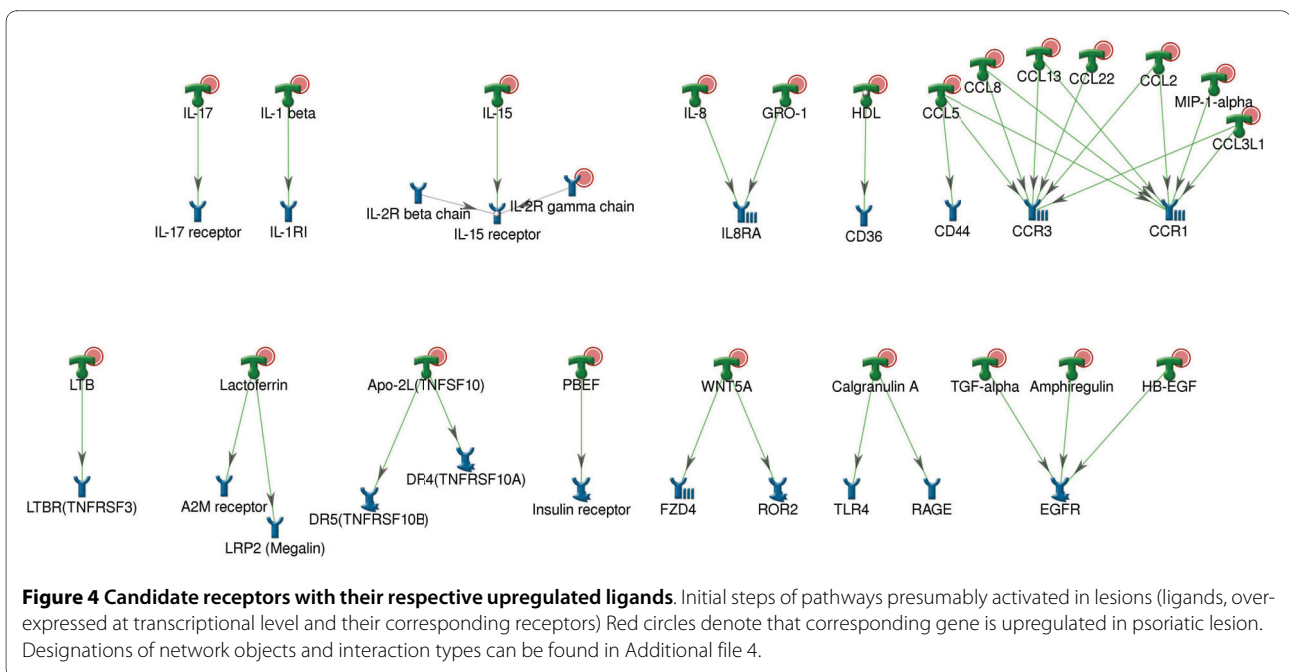 IL-17
IL-1 beta
IL-15
IL-8
GRO-1
HDL
CCL5
CCL8
CCL13
CCL22
CCL2
MIP-1-alpha
CCL3L1
IL-17 receptor
IL-1RI
IL-2R beta chain
IL-2R gamma chain
IL-15 receptor
IL8RA
CD36
CD44
CCR3
CCR1
LTB
Lactoferrin
Apo-2L(TNFSF10)
PBEF
WNT5A
Calgranulin A
TGF-alpha
Amphiregulin
HB-EGF
LTBR(TNFRSF3)
A2M receptor
LRP2 (Megalin)
DR5(TNFRSF10B)
DR4(TNFRSF10A)
Insulin receptor
FZD4
ROR2
TLR4
RAGE
EGFR
Figure 4 Candidate receptors with their respective upregulated ligands. Initial steps of pathways presumably activated in lesions (ligands, over-
expressed at transcriptional level and their corresponding receptors) Red circles denote that corresponding gene is upregulated in psoriatic lesion.
Designations of network objects and interaction types can be found in Additional file 4.